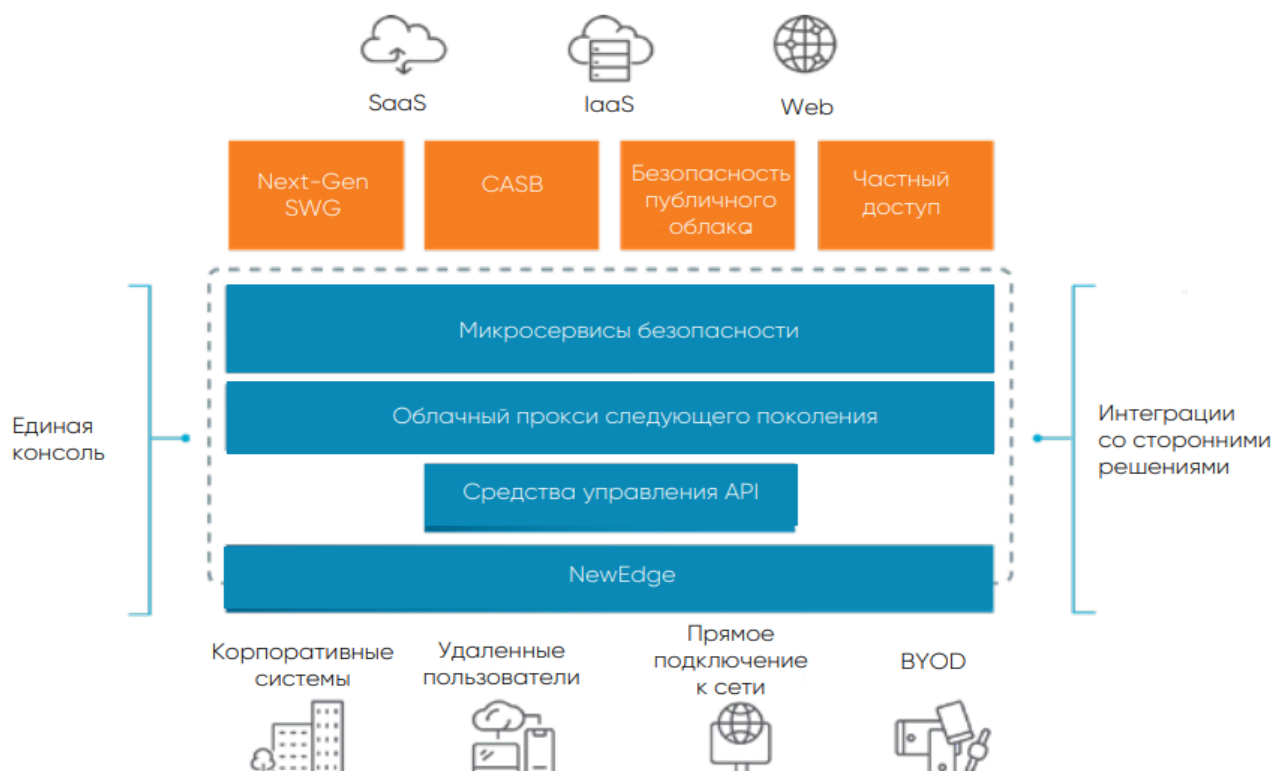 SaaS
IaaS
Web
Next-Gen
SWG
CASB
Безопасность
публичного
облака
Частный
доступ
Микросервисы безопасности
Облачный прокси следующего поколения
Единая
консоль
Интеграции
со сторонними
решениями
Средства управления API
NewEdge
Корпоративные
системы
Удаленные
пользователи
Прямое
подключение
к сети
BYOD